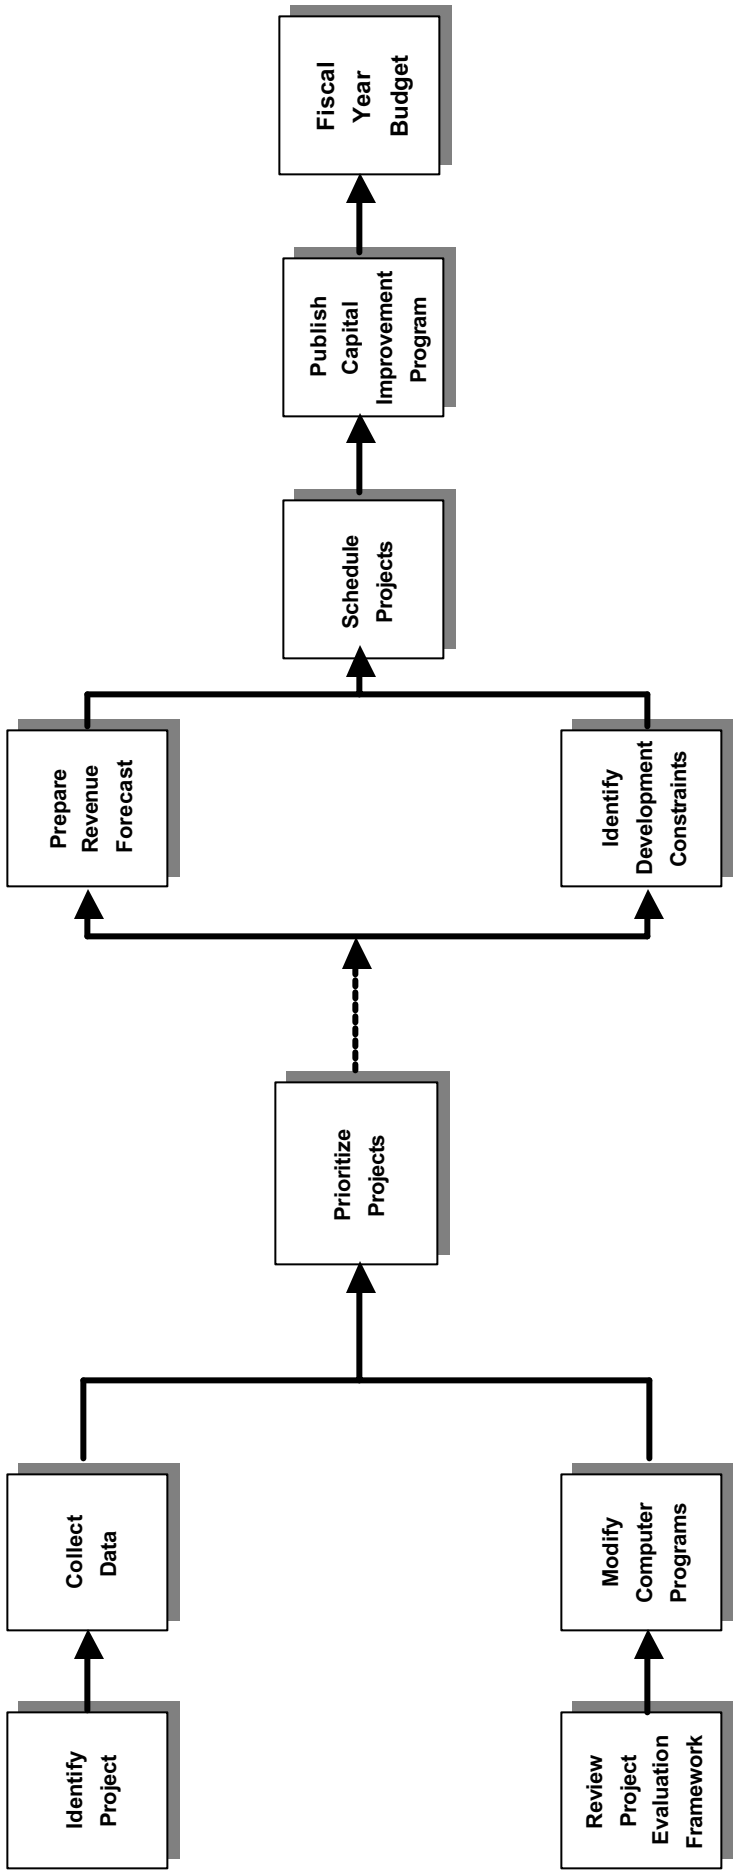 Identify
Project
Collect
Data
Review
Project
Evaluation
Framework
Modify
Computer
Programs
Prioritize
Projects
Prepare
Revenue
Forecast
Identify
Development
Constraints
Schedule
Projects
Publish
Capital
Improvement
Program
Fiscal
Year
Budget